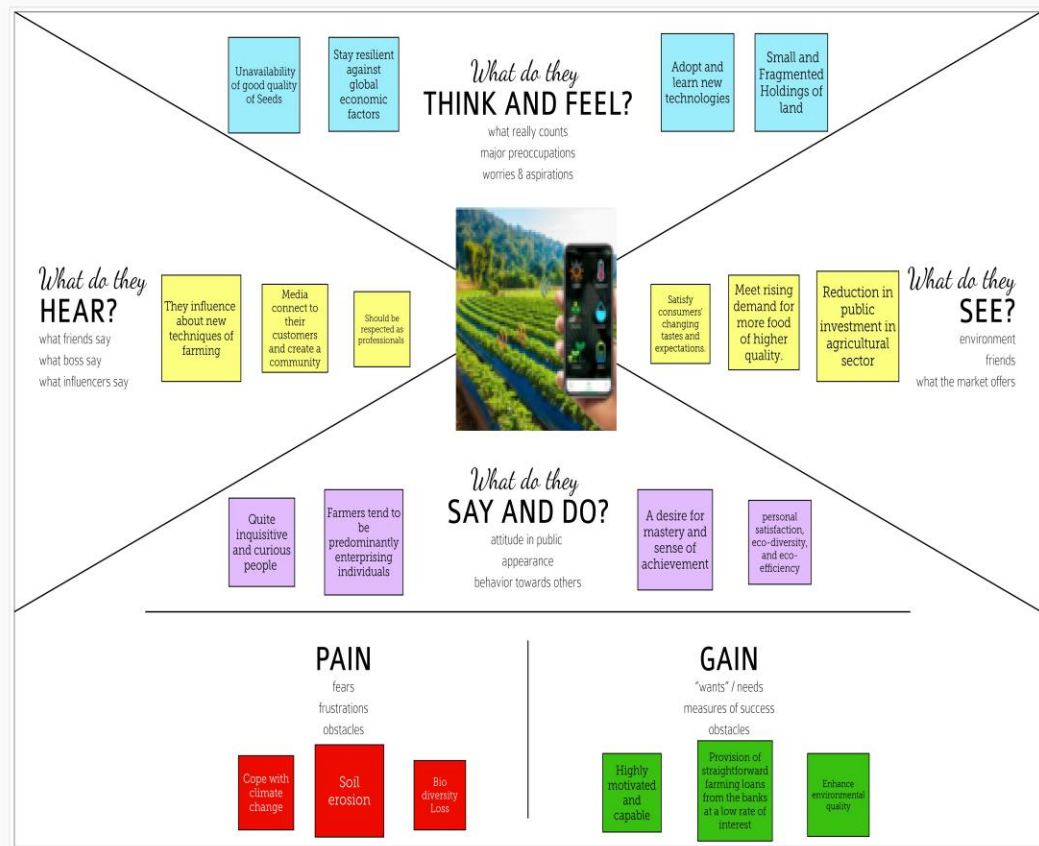 Unavailability
of good quality
of Seeds
Stay resilient
against
global
economic
factors
What do they
THINK AND FEEL?
what really counts
major preoccupations
worries & aspirations
Adopt and
learn new
technologies
Small and
Fragmented
Holdings of
land
What do they
HEAR?
what friends say
what boss say
what influencers say
They influence
about new
techniques of
farming
Media
connect to
their
customers
and create a
community
Should be
respected as
professionals
Satisfy
consumers'
changing
tastes and
expectations.
Meet rising
demand for
more food
of higher
quality.
Reduction in
public
investment in
agricultural
sector
What do they
SEE?
environment
friends
what the market offers
Quite
inquisitive
and curious
people
Farmers tend to
be
predominantly
enterprising
individuals
What do they
SAY AND DO?
attitude in public
appearance
behavior towards others
A desire for
mastery and
sense of
achievement
personal
satisfaction,
eco-diversity,
and eco-
efficiency
PAIN
fears
frustrations
obstacles
Cope with
climate
change
Soil
erosion
Bio
diversity
Loss
GAIN
"wants" / needs
measures of success
obstacles
Highly
motivated
and
capable
Provision of
straightforward
farming loans
from the banks
at a low rate of
interest
Enhance
environmental
quality